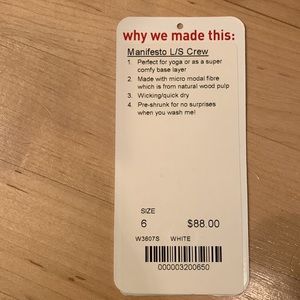 why we made this:
Manifesto L/S Crew
1. Perfect for yoga or as a super
comfy base layer
2. Made with micro modal fibre
which is from natural wood pulp
3. Wicking/quick dry
4. Pre-shrunk for no surprises
when you wash me!
SIZE
6 $88.00
W3607S WHITE
000003200650